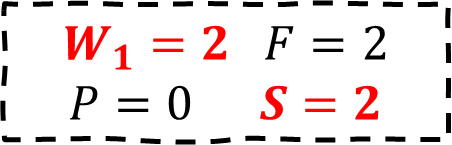 W₁ = 2 F = 2
P = 0 S = 2